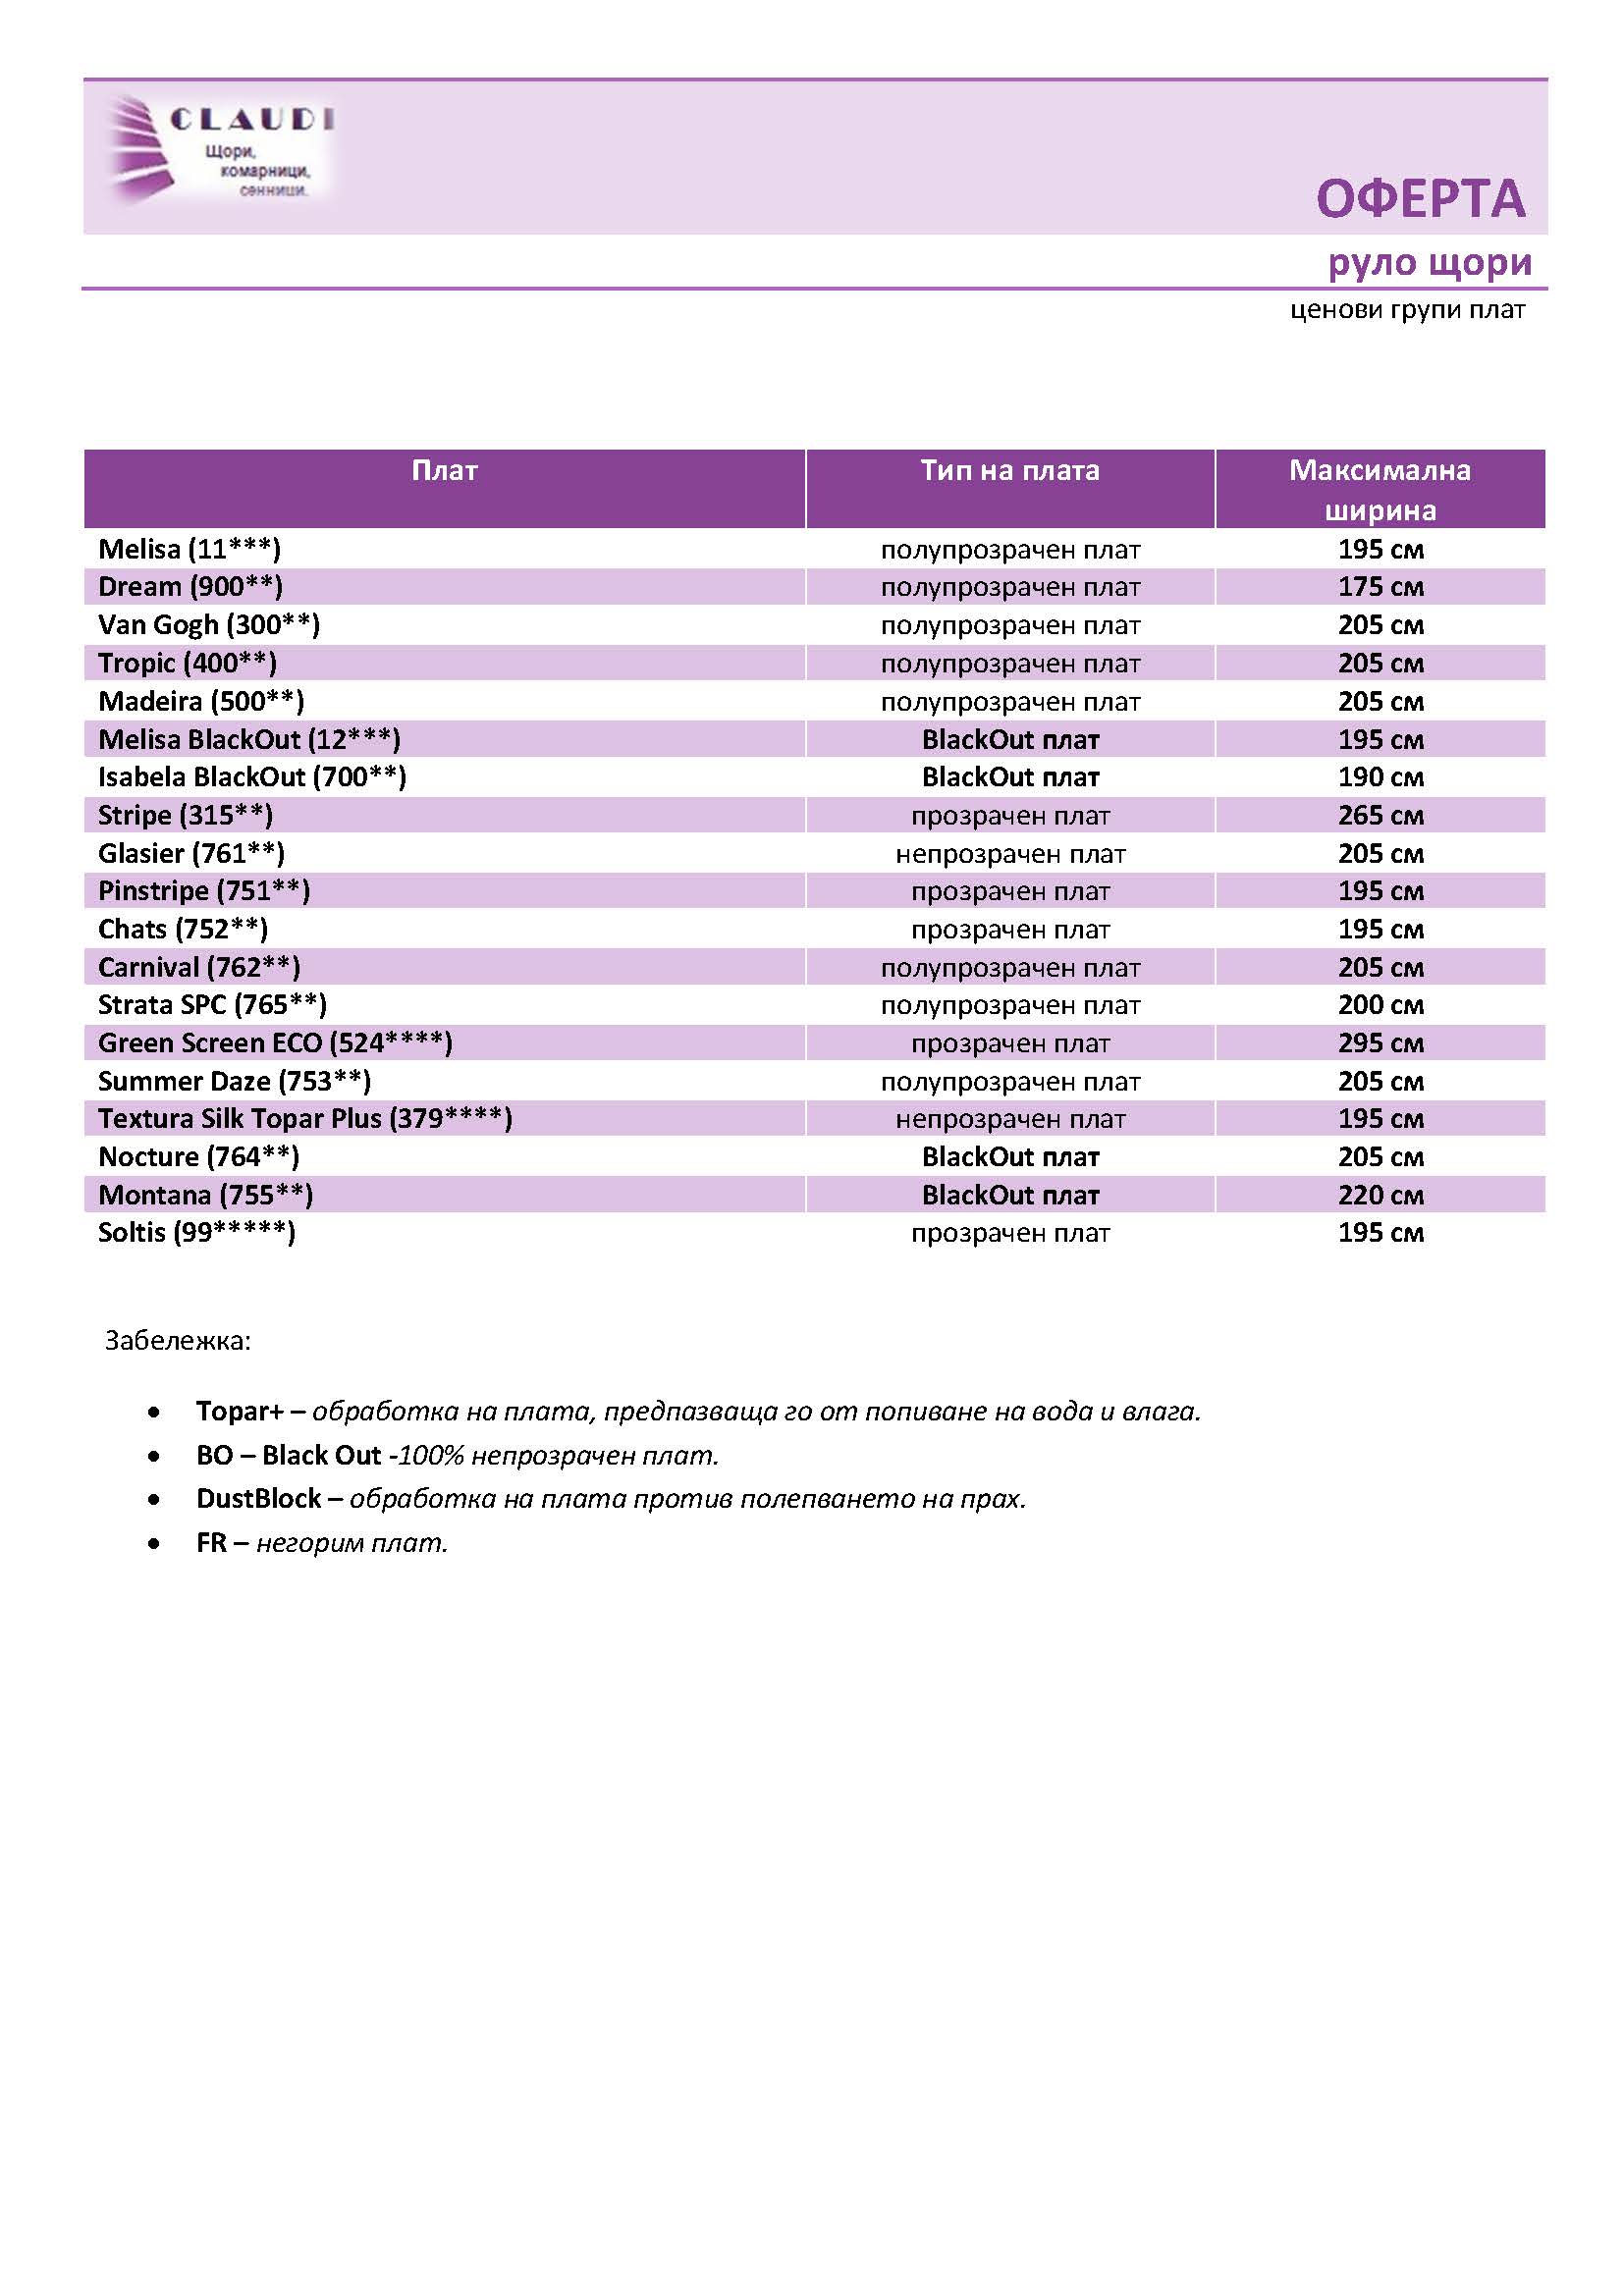 CLAUDI
Щори,
комарници,
сенници.
ОФЕРТА
руло щори
ценови групи плат
Плат Тип на плата Максимална ширина
Melisa (11***) полупрозрачен плат 195 см
Dream (900**) полупрозрачен плат 175 см
Van Gogh (300**) полупрозрачен плат 205 см
Tropic (400**) полупрозрачен плат 205 см
Madeira (500**) полупрозрачен плат 205 см
Melisa BlackOut (12***) BlackOut плат 195 см
Isabela BlackOut (700**) BlackOut плат 190 см
Stripe (315**) прозрачен плат 265 см
Glasier (761**) непрозрачен плат 205 см
Pinstripe (751**) прозрачен плат 195 см
Chats (752**) прозрачен плат 195 см
Carnival (762**) полупрозрачен плат 205 см
Strata SPC (765**) полупрозрачен плат 200 см
Green Screen ECO (524****) прозрачен плат 295 см
Summer Daze (753**) полупрозрачен плат 205 см
Textura Silk Topar Plus (379****) непрозрачен плат 195 см
Nocture (764**) BlackOut плат 205 см
Montana (755**) BlackOut плат 220 см
Soltis (99*****) прозрачен плат 195 см
Забележка:
• Topar+ – обработка на плата, предпазваща го от попиване на вода и влага.
• BO – Black Out -100% непрозрачен плат.
• DustBlock – обработка на плата против полепването на прах.
• FR – негорим плат.